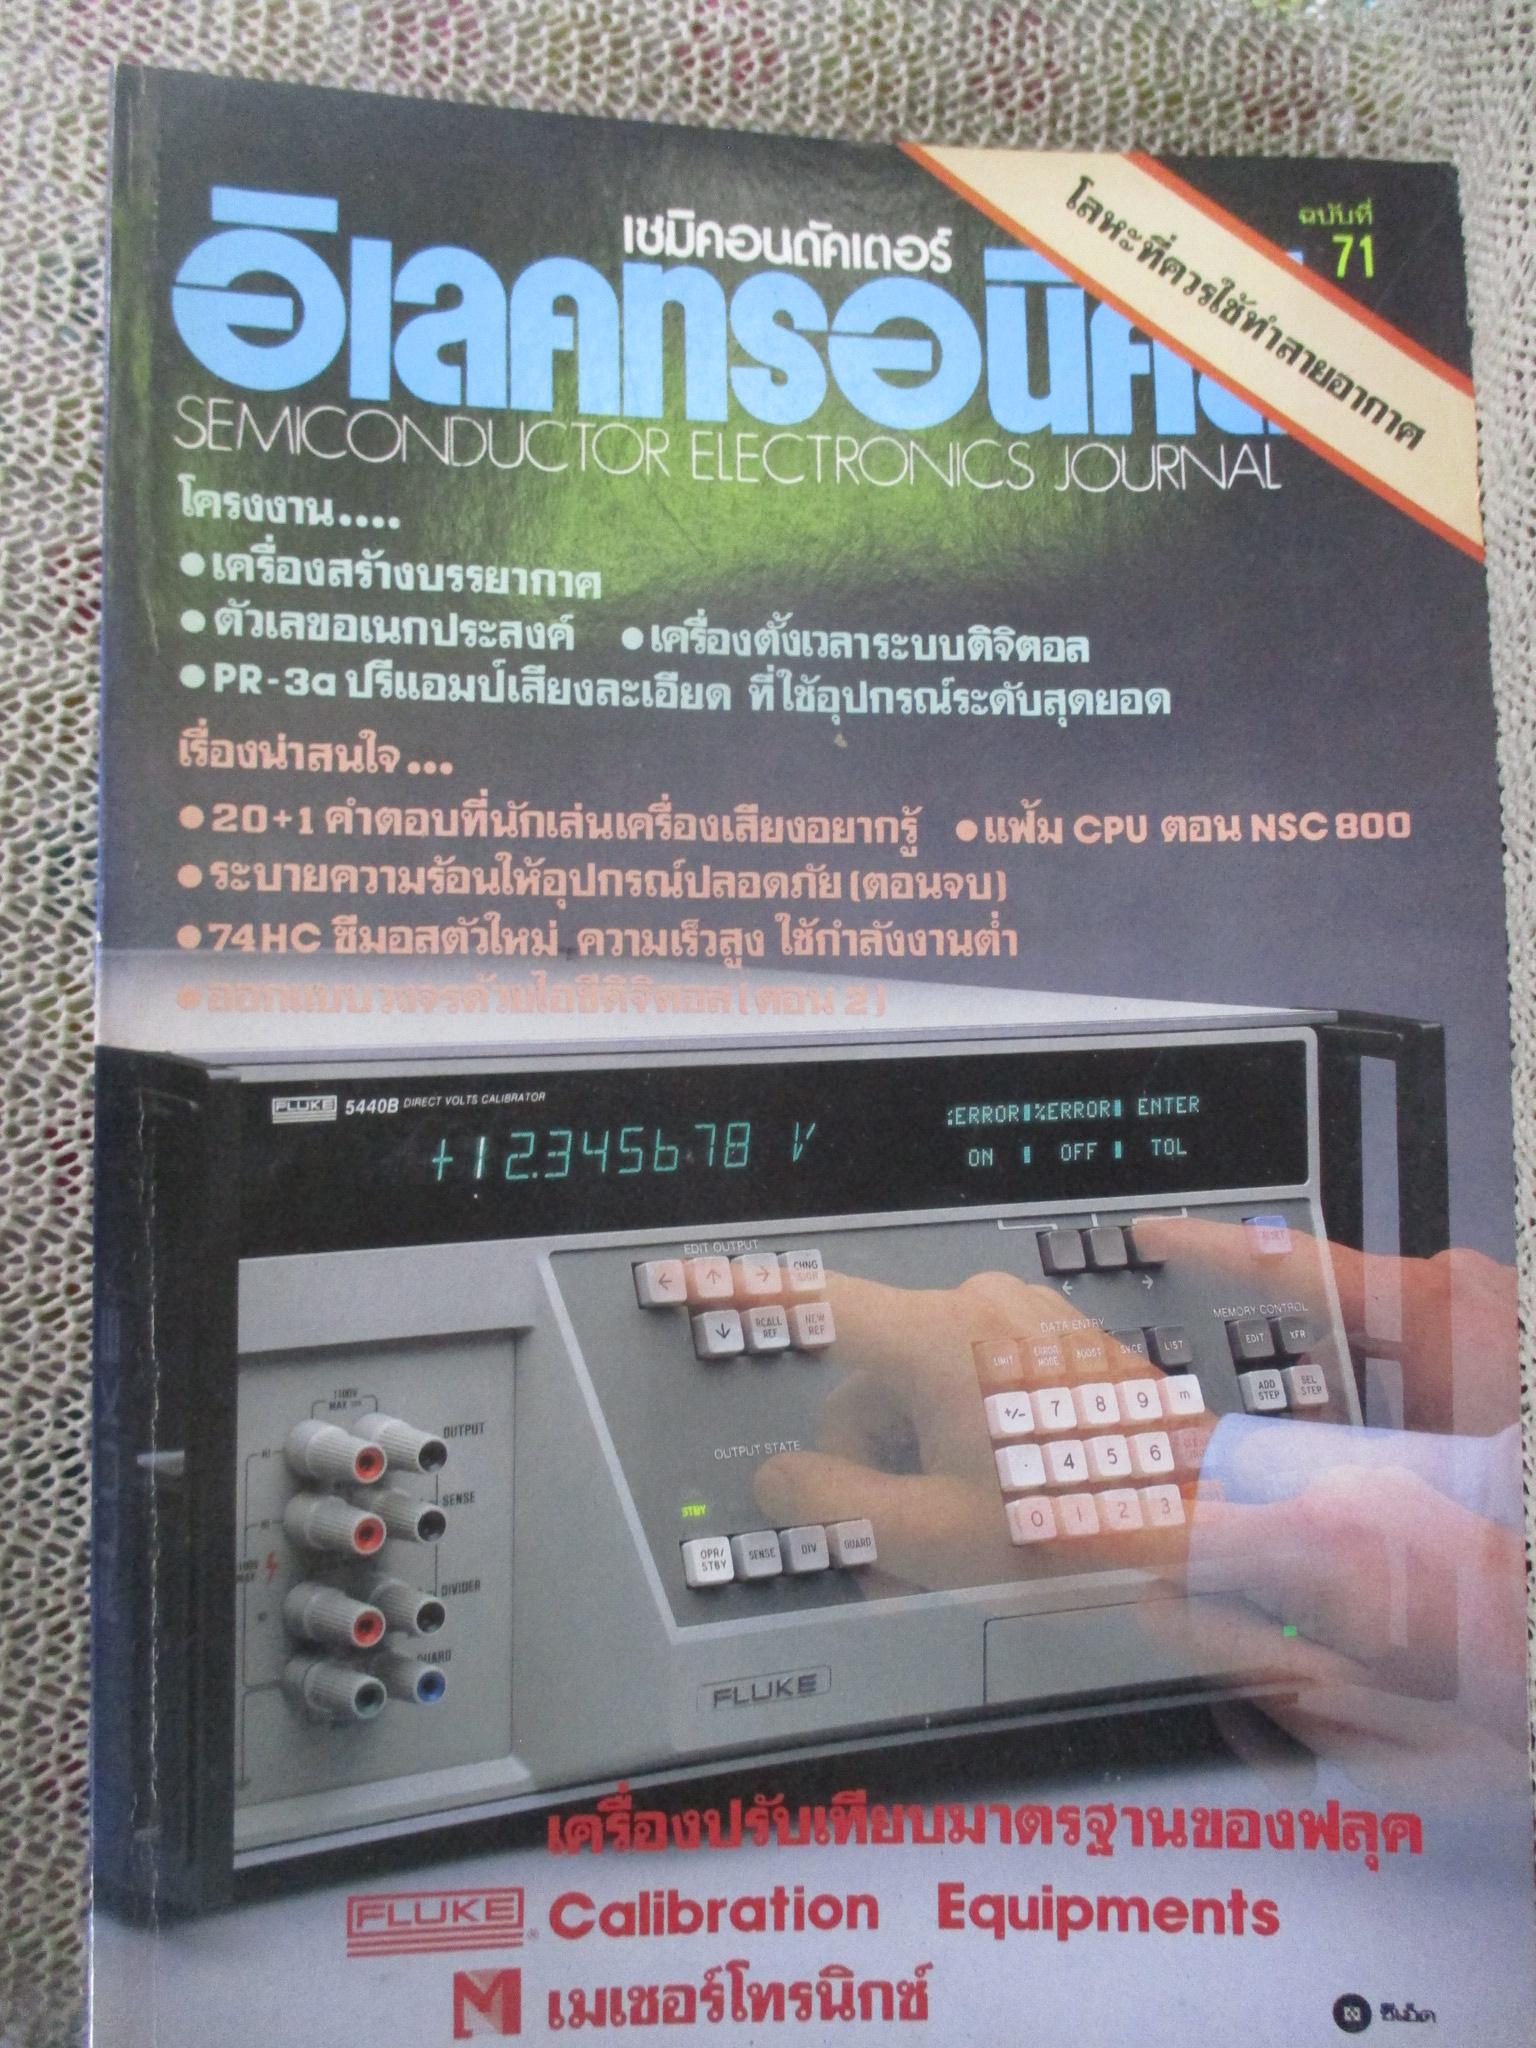 โลหะที่ควรใช้ทำสายอากาศ
ฉบับที่
71
เซมิคอนดัคเตอร์
อิเลคทรอนิคส
SEMICONDUCTOR ELECTRONICS JOURNAL
โครงงาน....
•เครื่องสร้างบรรยากาศ
•ตัวเลขอเนกประสงค์ •เครื่องตั้งเวลาระบบดิจิตอล
•PR-3a ปรีแอมป์เสียงละเอียด ที่ใช้อุปกรณ์ระดับสุดยอด
เรื่องน่าสนใจ...
•20+1 คำตอบที่นักเล่นเครื่องเสียงอยากรู้ •แฟ้ม CPU ตอน NSC 800
•ระบายความร้อนให้อุปกรณ์ปลอดภัย (ตอนจบ)
•74HC ซีมอสตัวใหม่ ความเร็วสูง ใช้กำลังงานต่ำ
•ออกแบบวงจรด้วยไอซีดิจิตอล (ตอน 2)
FLUKE 5440B DIRECT VOLTS CALIBRATOR
+12.345678 V
:ERROR %ERROR ENTER
ON OFF TOL
EDIT OUTPUT
← ↑ → CHNG SIGN
↓ RCALL REF NEW REF
RESET
← →
MEMORY CONTROL
EDIT XFR
ADD STEP SEL STEP
DATA ENTRY
LIMIT ERROR MODE BOOST SVCE LIST
+/- 7 8 9 m
. 4 5 6
0 1 2 3
1100V
MAX
OUTPUT
SENSE
DIVIDER
GUARD
OUTPUT STATE
STBY
OPR/STBY SENSE DIV GUARD
FLUKE
เครื่องปรับเทียบมาตรฐานของฟลุค
FLUKE ® Calibration Equipments
M เมเชอร์โทรนิกซ์
ซีเอ็ด